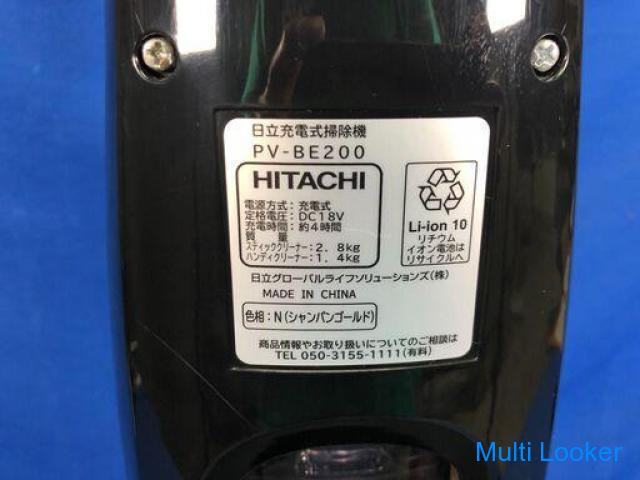 日立充電式掃除機
PV-BE200
HITACHI
電源方式：充電式
定格電圧：DC18V
充電時間：約4時間
質　　量
スティッククリーナー：2.8kg
ハンディクリーナー：1.4kg
Li-ion 10
リチウム
イオン電池は
リサイクルへ
日立グローバルライフソリューションズ(株)
MADE IN CHINA
色相：N(シャンパンゴールド)
商品情報やお取り扱いについてのご相談は
TEL 050-3155-1111(有料)
Multi Looker